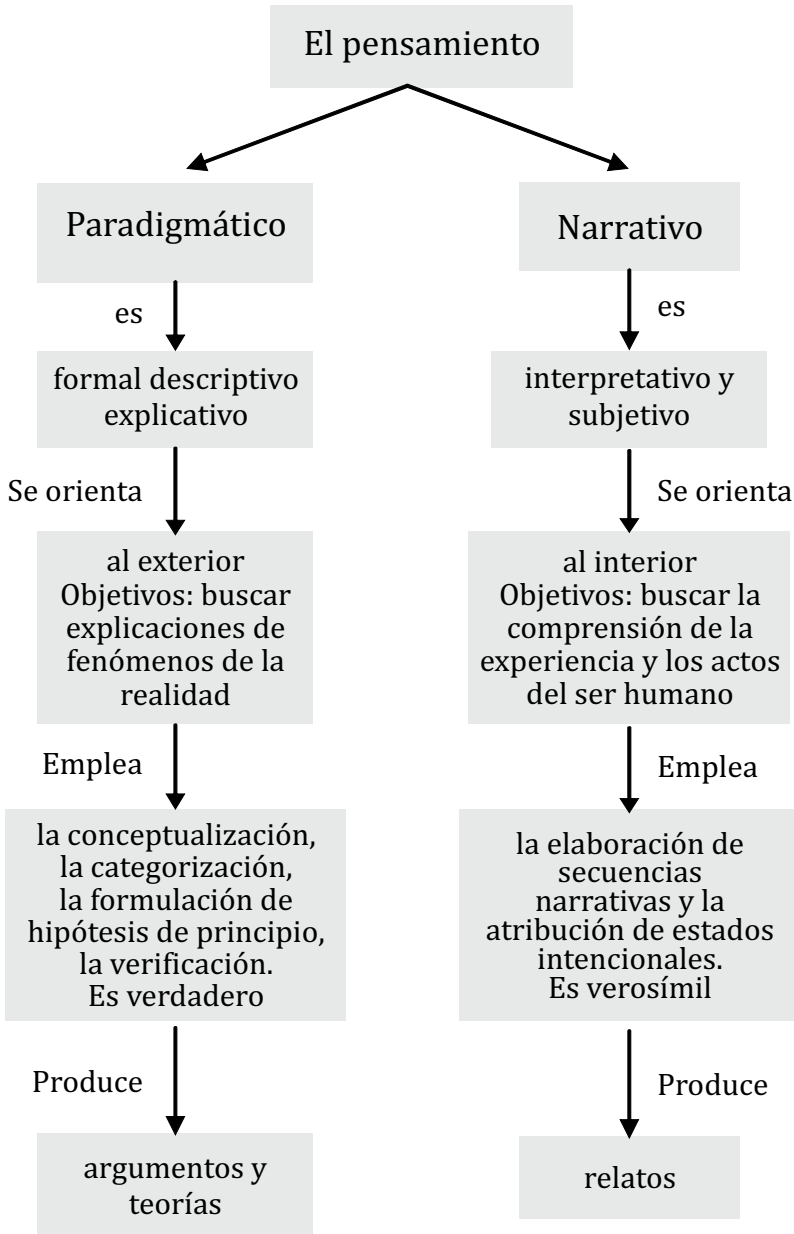 El pensamiento
Paradigmático
es
formal descriptivo
explicativo
Se orienta
al exterior
Objetivos: buscar
explicaciones de
fenómenos de la
realidad
Emplea
la conceptualización,
la categorización,
la formulación de
hipótesis de principio,
la verificación.
Es verdadero
Produce
argumentos y
teorías
Narrativo
es
interpretativo y
subjetivo
Se orienta
al interior
Objetivos: buscar la
comprensión de la
experiencia y los actos
del ser humano
Emplea
la elaboración de
secuencias
narrativas y la
atribución de estados
intencionales.
Es verosímil
Produce
relatos